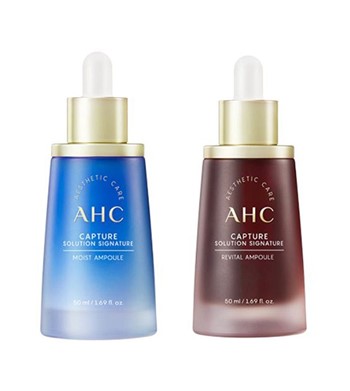 AESTHETIC CARE
AHC
CAPTURE
SOLUTION SIGNATURE
MOIST AMPOULE
50 ml / 1.69 fl. oz.
AESTHETIC CARE
AHC
CAPTURE
SOLUTION SIGNATURE
REVITAL AMPOULE
50 ml / 1.69 fl. oz.